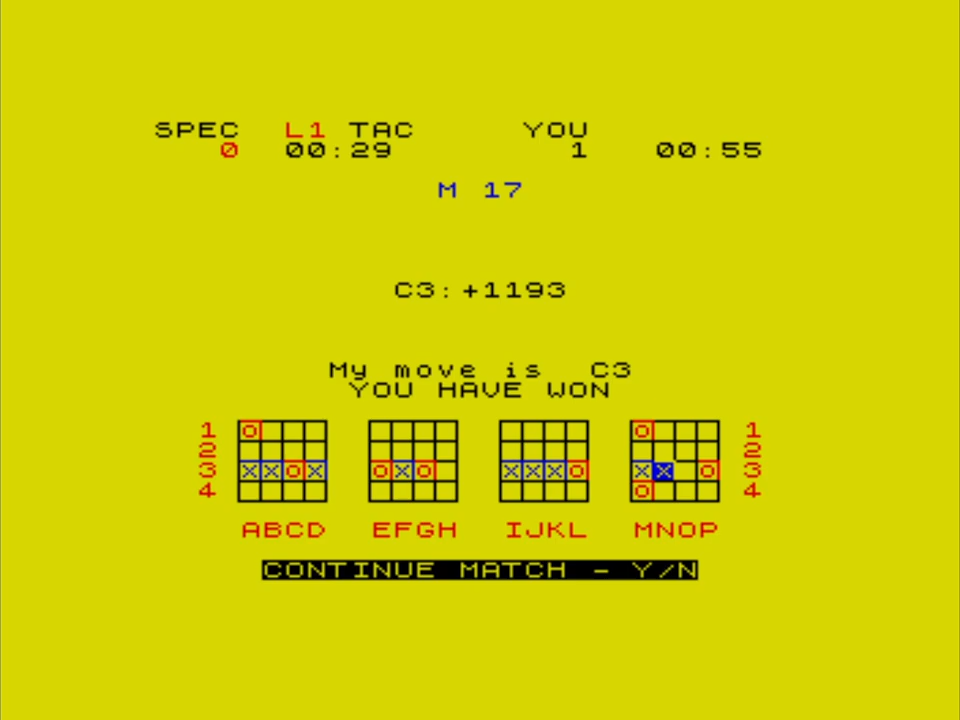 SPEC L1 TAC YOU
0 00:29 1 00:55
M 17
C3:+1193
My move is C3
YOU HAVE WON
1 O O 1
2 2
3 X X O X O X O X X X O X X O 3
4 O 4
ABCD EFGH IJKL MNOP
CONTINUE MATCH - Y/N